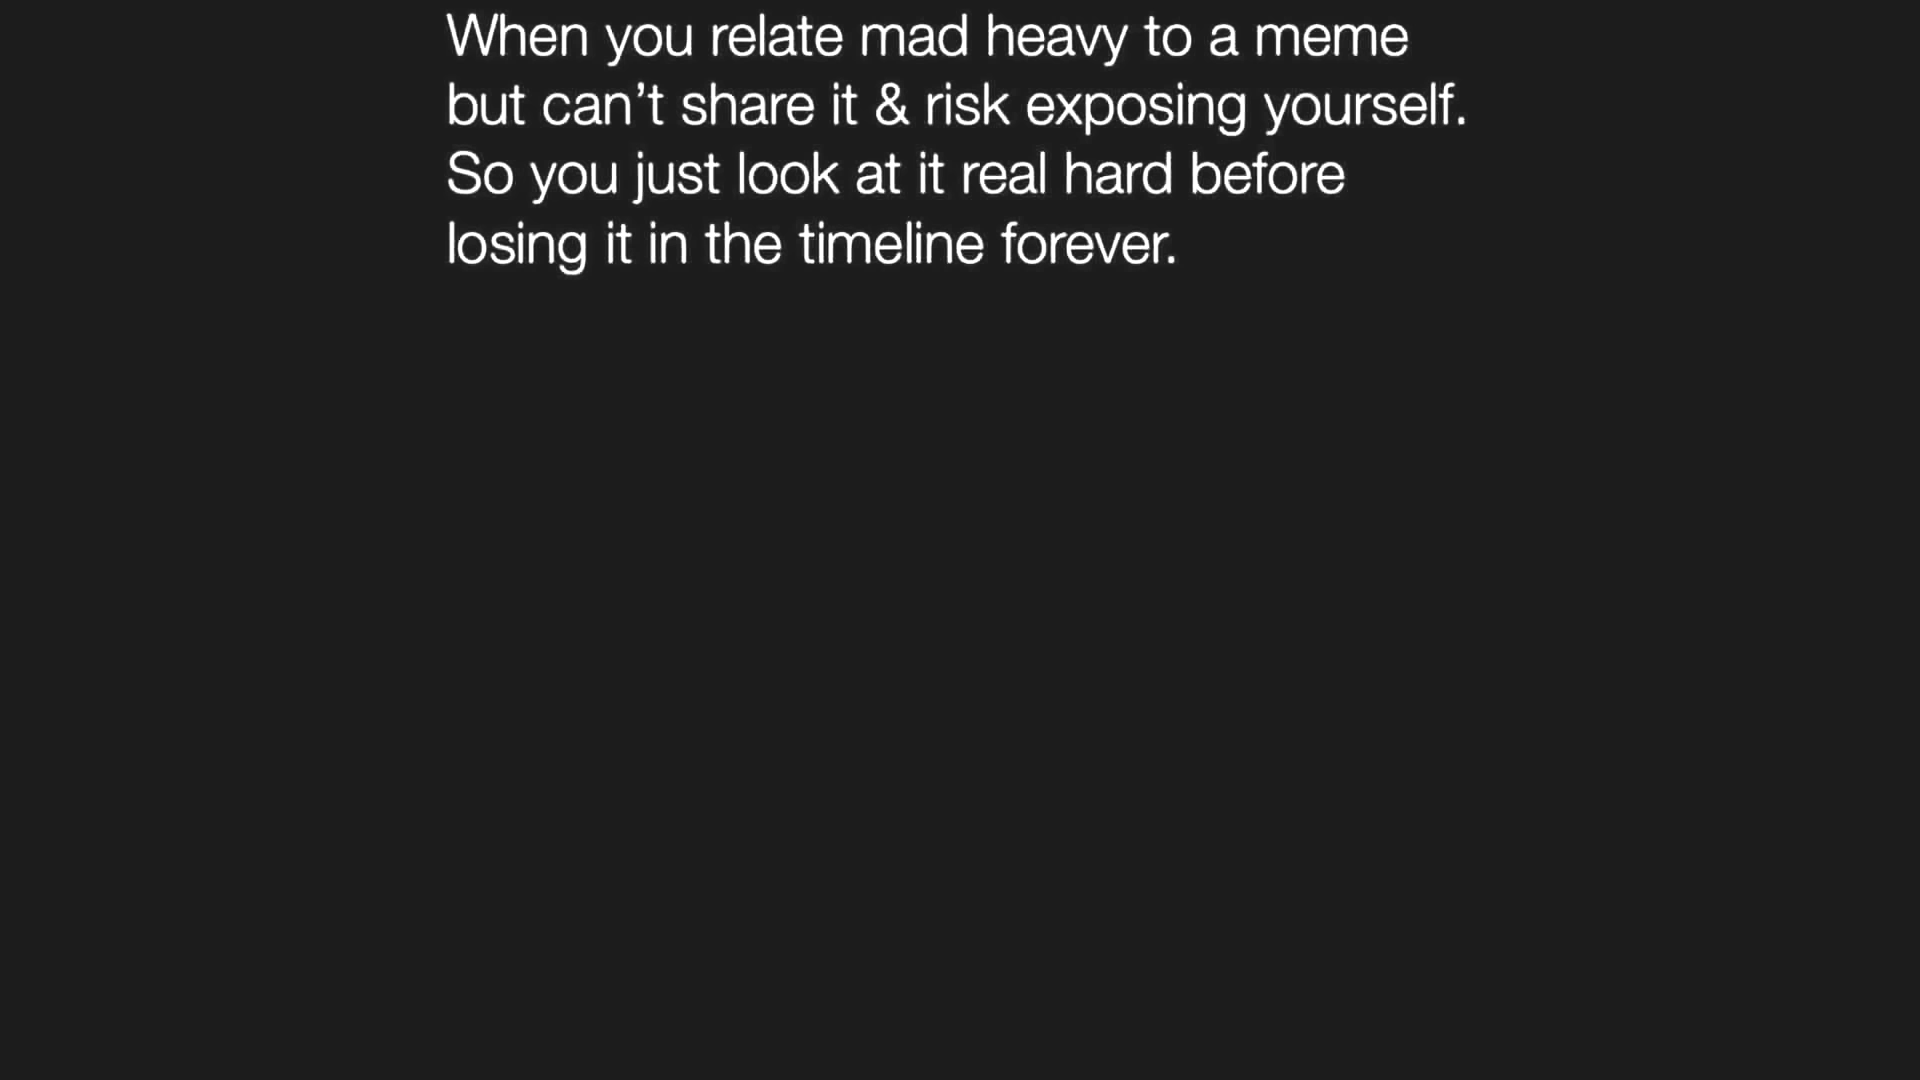 When you relate mad heavy to a meme
but can’t share it & risk exposing yourself.
So you just look at it real hard before
losing it in the timeline forever.